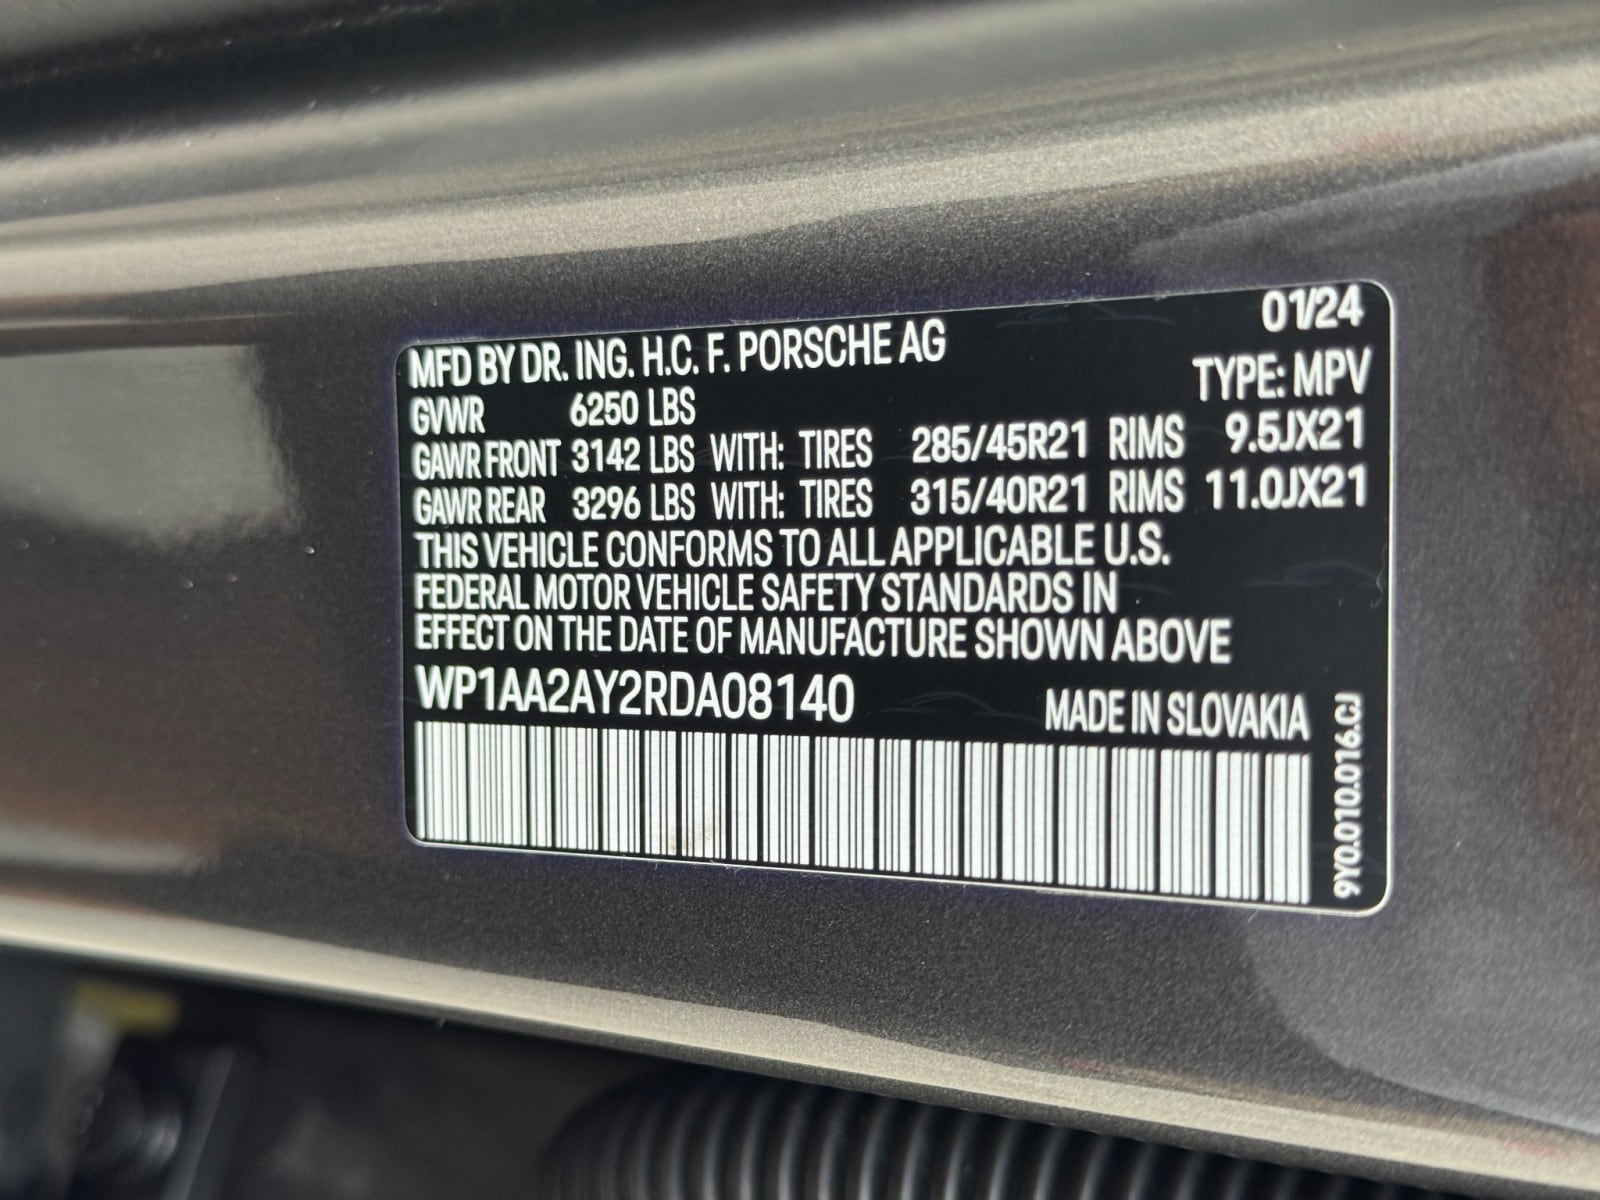 01/24
MFD BY DR. ING. H.C. F. PORSCHE AG
TYPE: MPV
GVWR 6250 LBS
GAWR FRONT 3142 LBS WITH: TIRES 285/45R21 RIMS 9.5JX21
GAWR REAR 3296 LBS WITH: TIRES 315/40R21 RIMS 11.0JX21
THIS VEHICLE CONFORMS TO ALL APPLICABLE U.S.
FEDERAL MOTOR VEHICLE SAFETY STANDARDS IN
EFFECT ON THE DATE OF MANUFACTURE SHOWN ABOVE
WP1AA2AY2RDA08140
MADE IN SLOVAKIA
9Y0.010.016.CJ